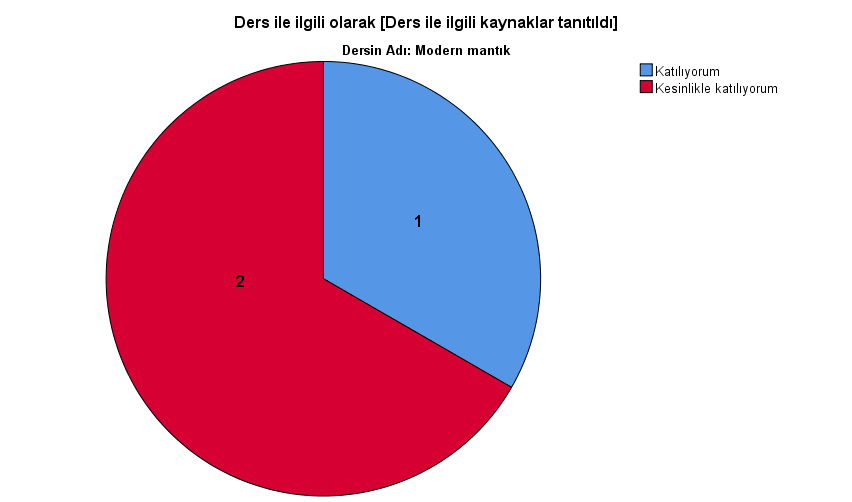 Ders ile ilgili olarak [Ders ile ilgili kaynaklar tanıtıldı]
Dersin Adı: Modern mantık
Katılıyorum
Kesinlikle katılıyorum
1
2